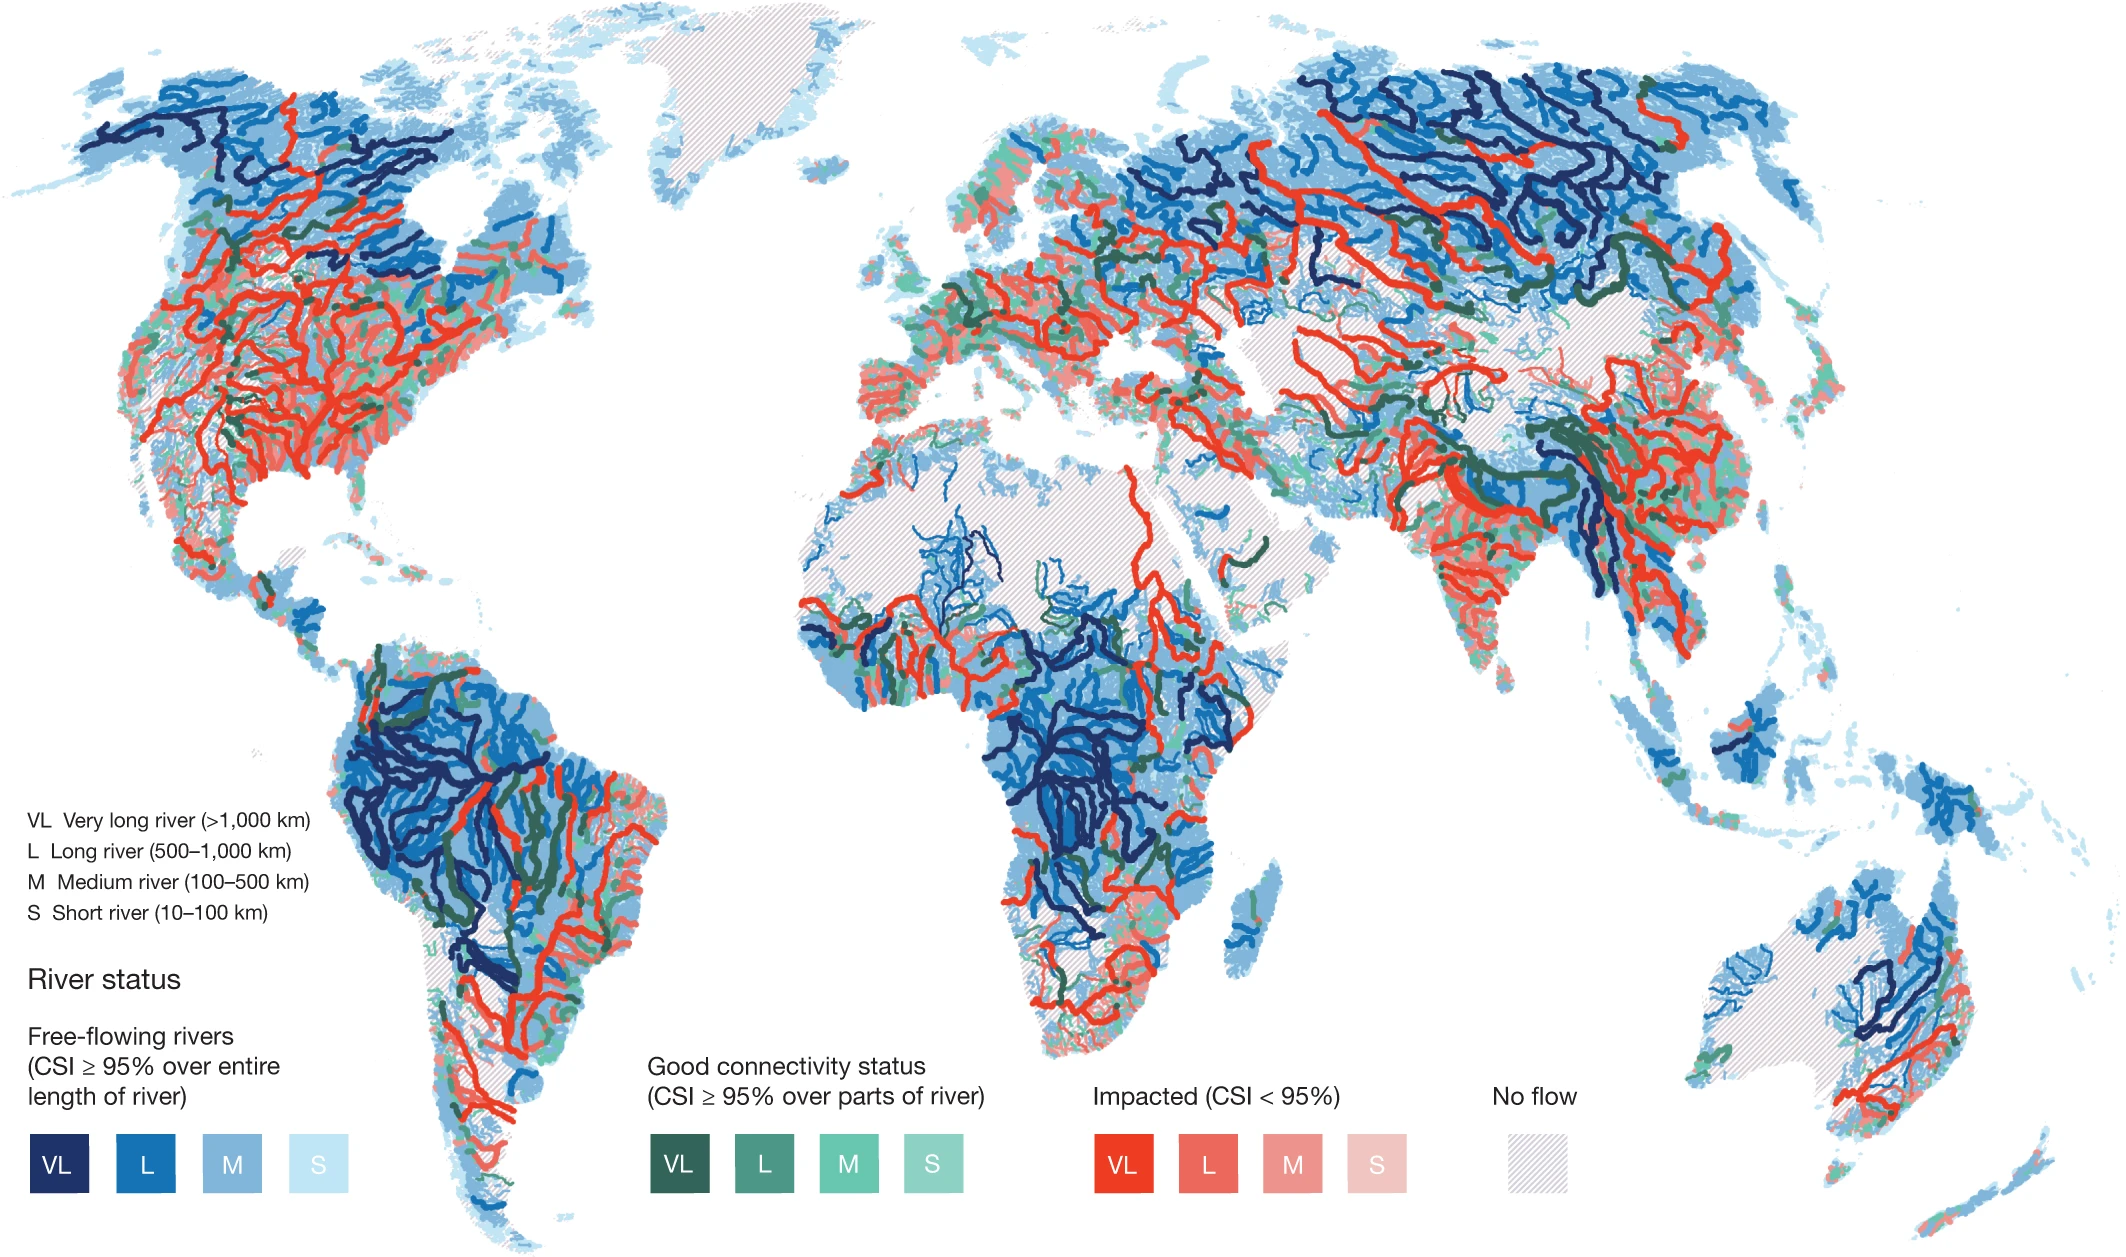 VL Very long river (>1,000 km)
L Long river (500–1,000 km)
M Medium river (100–500 km)
S Short river (10–100 km)
River status
Free-flowing rivers
(CSI ≥ 95% over entire
length of river)
VL L M S
Good connectivity status
(CSI ≥ 95% over parts of river)
VL L M S
Impacted (CSI < 95%)
VL L M S
No flow